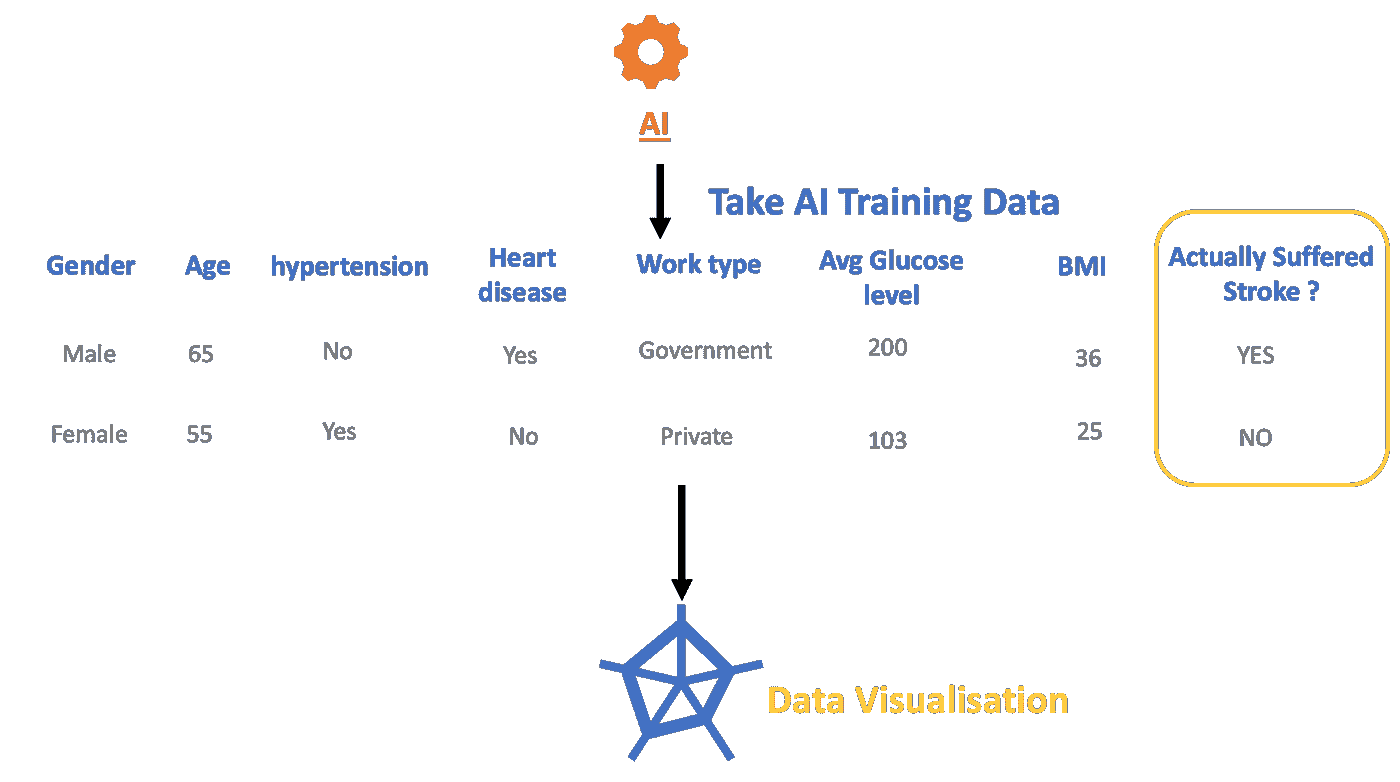 AI
Take AI Training Data
Gender Age hypertension Heart disease Work type Avg Glucose level BMI Actually Suffered Stroke ?
Male 65 No Yes Government 200 36 YES
Female 55 Yes No Private 103 25 NO
Data Visualisation